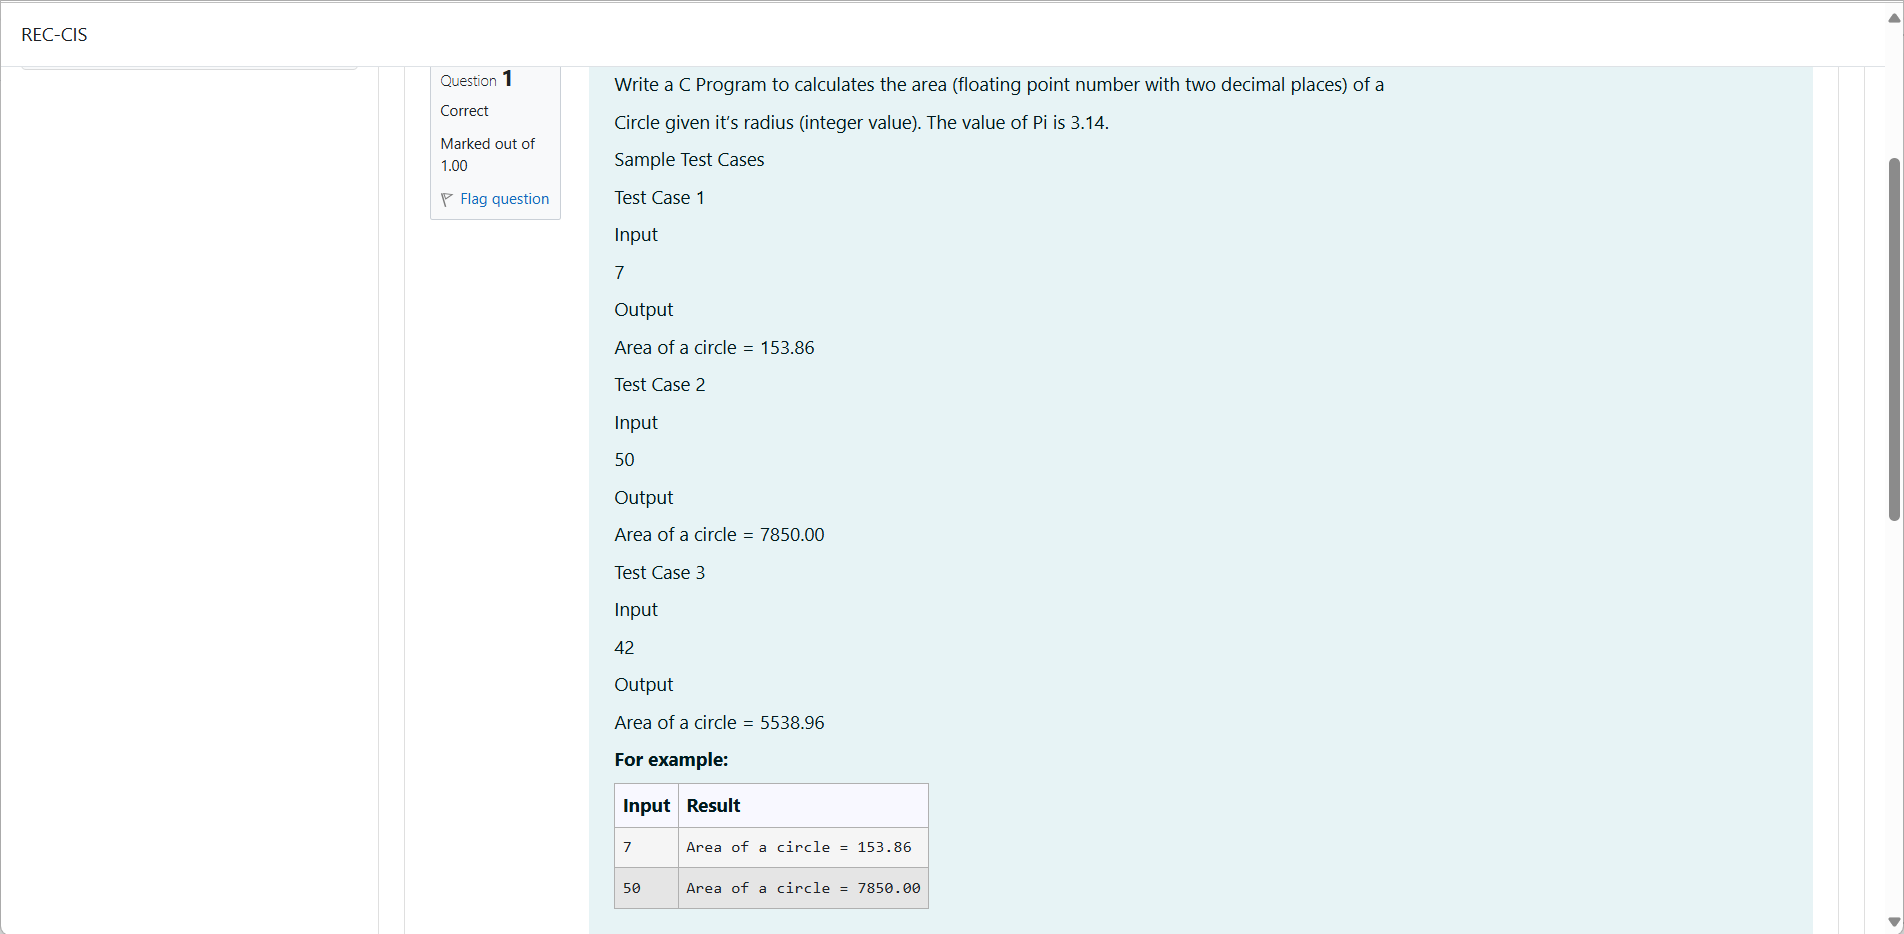 REC-CIS
Question 1
Correct
Marked out of
1.00
Flag question
Write a C Program to calculates the area (floating point number with two decimal places) of a
Circle given it's radius (integer value). The value of Pi is 3.14.
Sample Test Cases
Test Case 1
Input
7
Output
Area of a circle = 153.86
Test Case 2
Input
50
Output
Area of a circle = 7850.00
Test Case 3
Input
42
Output
Area of a circle = 5538.96
For example:
Input Result
7 Area of a circle = 153.86
50 Area of a circle = 7850.00